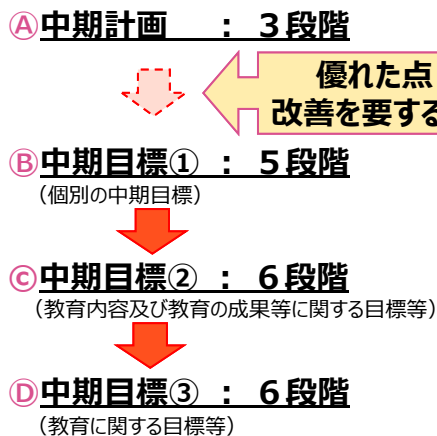 Ⓐ中期計画 : 3段階
優れた点
改善を要する
Ⓑ中期目標① : 5段階
(個別の中期目標)
Ⓒ中期目標② : 6段階
(教育内容及び教育の成果等に関する目標等)
Ⓓ中期目標③ : 6段階
(教育に関する目標等)